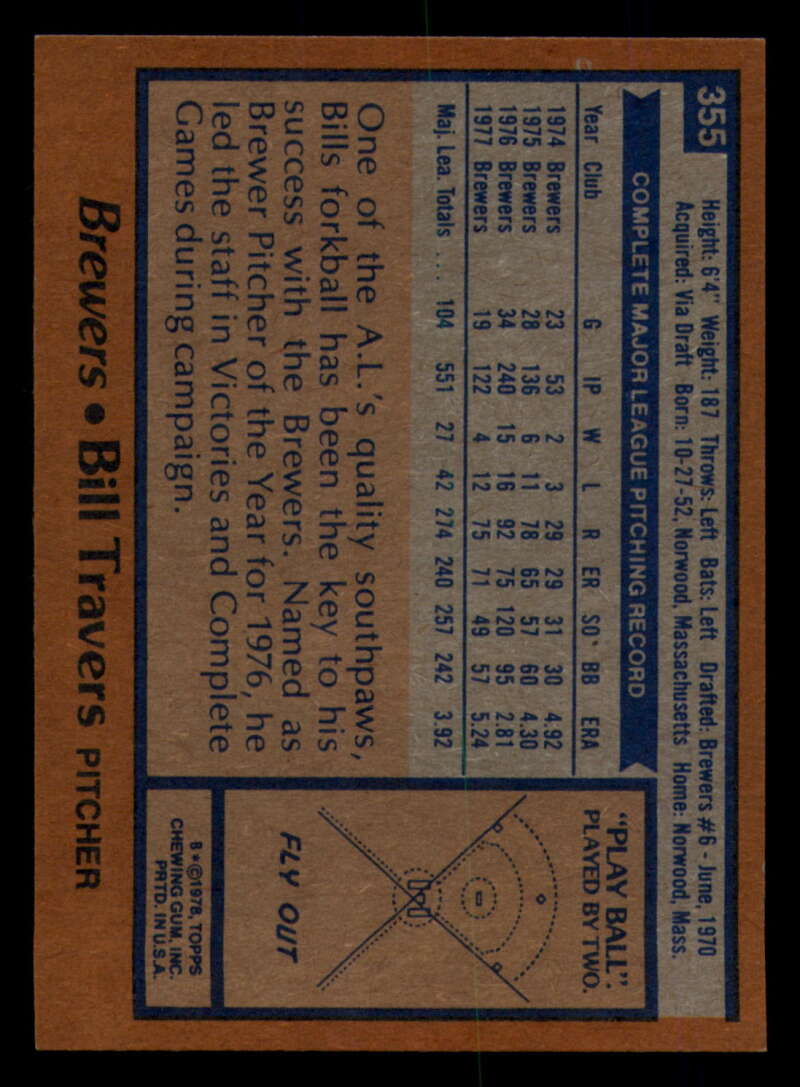 355
Height: 6'4" Weight: 187 Throws: Left Bats: Left Drafted: Brewers #6 - June, 1970
Acquired: Via Draft Born: 10-27-52, Norwood, Massachusetts Home: Norwood, Mass.
COMPLETE MAJOR LEAGUE PITCHING RECORD
Year Club G IP W L R ER SO BB ERA
1974 Brewers 23 53 2 3 29 29 31 30 4.92
1975 Brewers 28 136 6 11 78 65 57 60 4.30
1976 Brewers 34 240 15 16 92 75 120 95 2.81
1977 Brewers 19 122 4 12 75 71 49 57 5.24
Maj. Lea. Totals .... 104 551 27 42 274 240 257 242 3.92
One of the A.L.'s quality southpaws,
Bills forkball has been the key to his
success with the Brewers. Named as
Brewer Pitcher of the Year for 1976, he
led the staff in Victories and Complete
Games during campaign.
"PLAY BALL":
PLAYED BY TWO.
FLY OUT
8*©1978, TOPPS
CHEWING GUM, INC.
PRTD. IN U.S.A.
Brewers • Bill Travers PITCHER